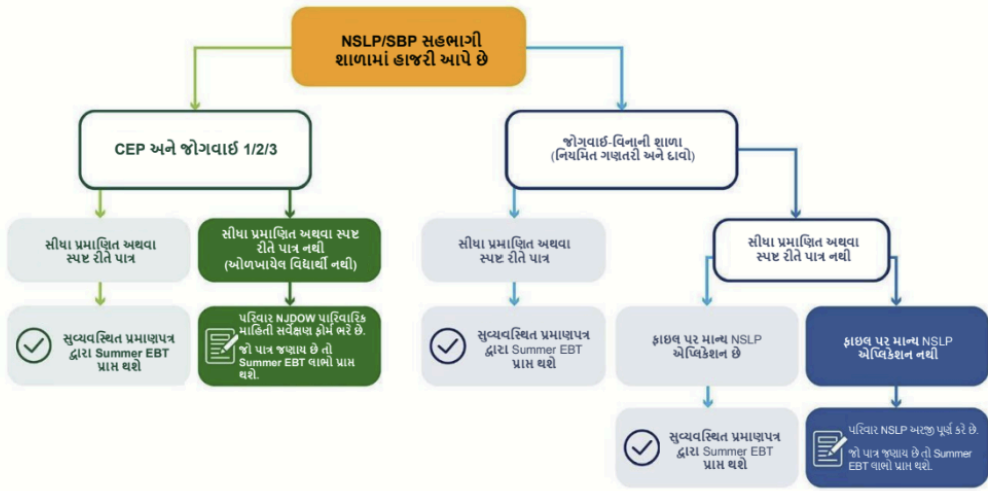 NSLP/SBP સહભાગી
શાળામાં હાજરી આપે છે
CEP અને જોગવાઈ 1/2/3
જોગવાઈ-વિનાની શાળા
(નિયમિત ગણતરી અને દાવો)
સીધા પ્રમાણિત અથવા
સ્પષ્ટ રીતે પાત્ર
સીધા પ્રમાણિત અથવા સ્પષ્ટ
રીતે પાત્ર નથી
(ઓળખાયેલ વિદ્યાર્થી નથી)
સીધા પ્રમાણિત અથવા
સ્પષ્ટ રીતે પાત્ર
સીધા પ્રમાણિત અથવા
સ્પષ્ટ રીતે પાત્ર નથી
સુવ્યવસ્થિત પ્રમાણપત્ર
દ્વારા Summer EBT
પ્રાપ્ત થશે
પરિવાર NJDOW પારિવારિક
માહિતી સર્વેક્ષણ ફોર્મ ભરે છે.
જો પાત્ર જણાય છે તો
Summer EBT લાભો પ્રાપ્ત
થશે.
સુવ્યવસ્થિત પ્રમાણપત્ર
દ્વારા Summer EBT
પ્રાપ્ત થશે
ફાઇલ પર માન્ય NSLP
એપ્લિકેશન છે
ફાઇલ પર માન્ય NSLP
એપ્લિકેશન નથી
સુવ્યવસ્થિત પ્રમાણપત્ર
દ્વારા Summer EBT
પ્રાપ્ત થશે
પરિવાર NSLP અરજી પૂર્ણ કરે છે.
જો પાત્ર જણાય છે તો Summer
EBT લાભો પ્રાપ્ત થશે.